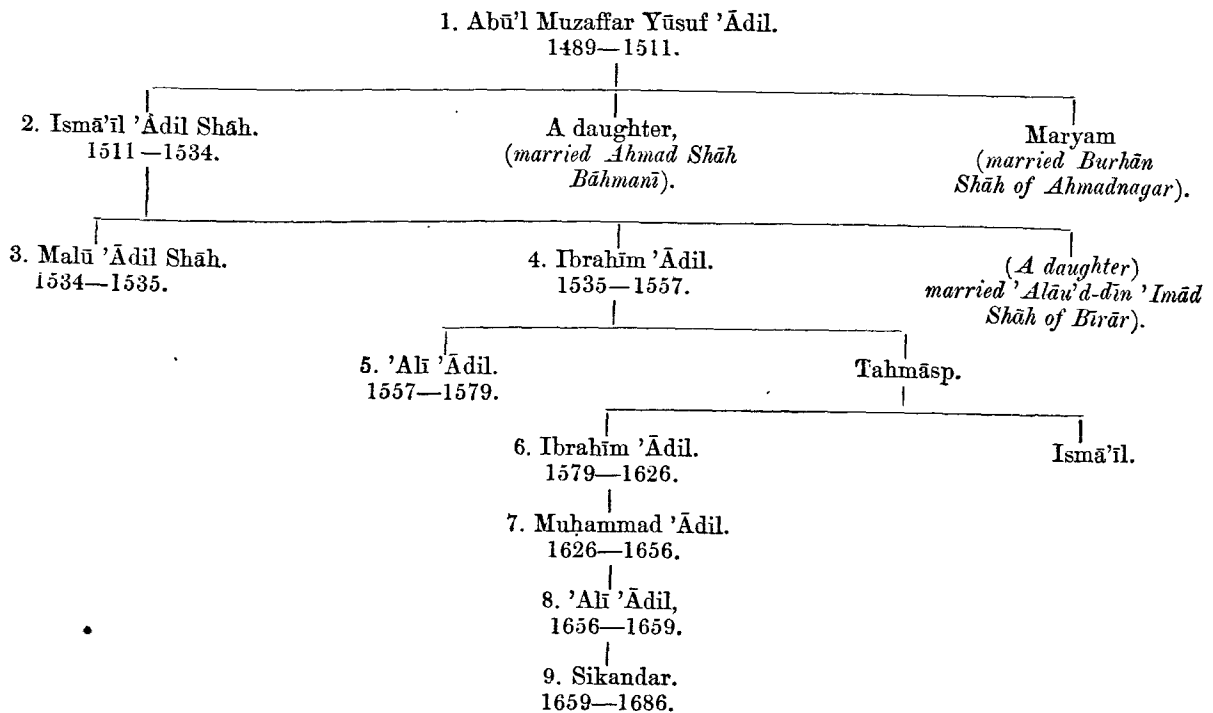 1. Abū'l Muzaffar Yūsuf 'Ādil.
1489—1511.
2. Ismā'īl 'Ādil Shāh.
1511—1534.
A daughter,
(married Ahmad Shāh
Bāhmanī).
Maryam
(married Burhān
Shāh of Ahmadnagar).
3. Malū 'Ādil Shāh.
1534—1535.
4. Ibrahīm 'Ādil.
1535—1557.
(A daughter)
married 'Alāu'd-dīn 'Imād
Shāh of Bīrār).
5. 'Alī 'Ādil.
1557—1579.
Tahmāsp.
6. Ibrahīm 'Ādil.
1579—1626.
Ismā'īl.
7. Muḥammad 'Ādil.
1626—1656.
8. 'Alī 'Ādil,
1656—1659.
9. Sikandar.
1659—1686.